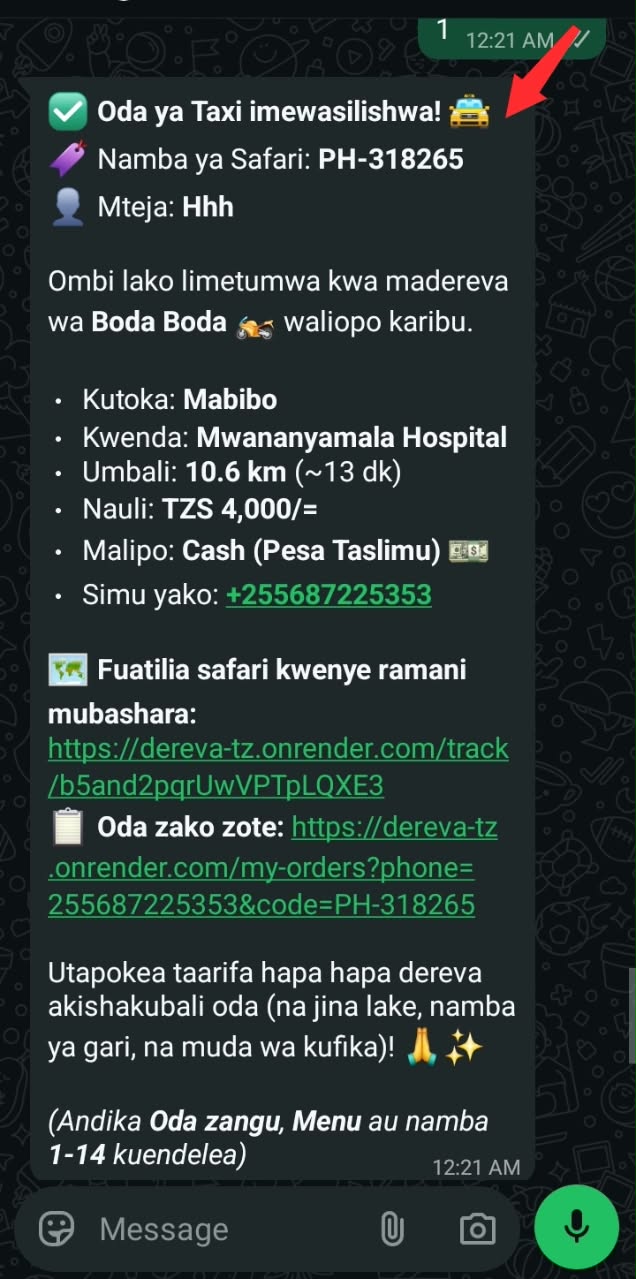 1 12:21 AM
Oda ya Taxi imewasilishwa!
Namba ya Safari: PH-318265
Mteja: Hhh
Ombi lako limetumwa kwa madereva
wa Boda Boda waliopo karibu.
• Kutoka: Mabibo
• Kwenda: Mwananyamala Hospital
• Umbali: 10.6 km (~13 dk)
• Nauli: TZS 4,000/=
• Malipo: Cash (Pesa Taslimu)
• Simu yako: +255687225353
Fuatilia safari kwenye ramani
mubashara:
https://dereva-tz.onrender.com/track
/b5and2pqrUwVPTpLQXE3
Oda zako zote: https://dereva-tz
.onrender.com/my-orders?phone=
255687225353&code=PH-318265
Utapokea taarifa hapa hapa dereva
akishakubali oda (na jina lake, namba
ya gari, na muda wa kufika)!
(Andika Oda zangu, Menu au namba
1-14 kuendelea)
12:21 AM
Message